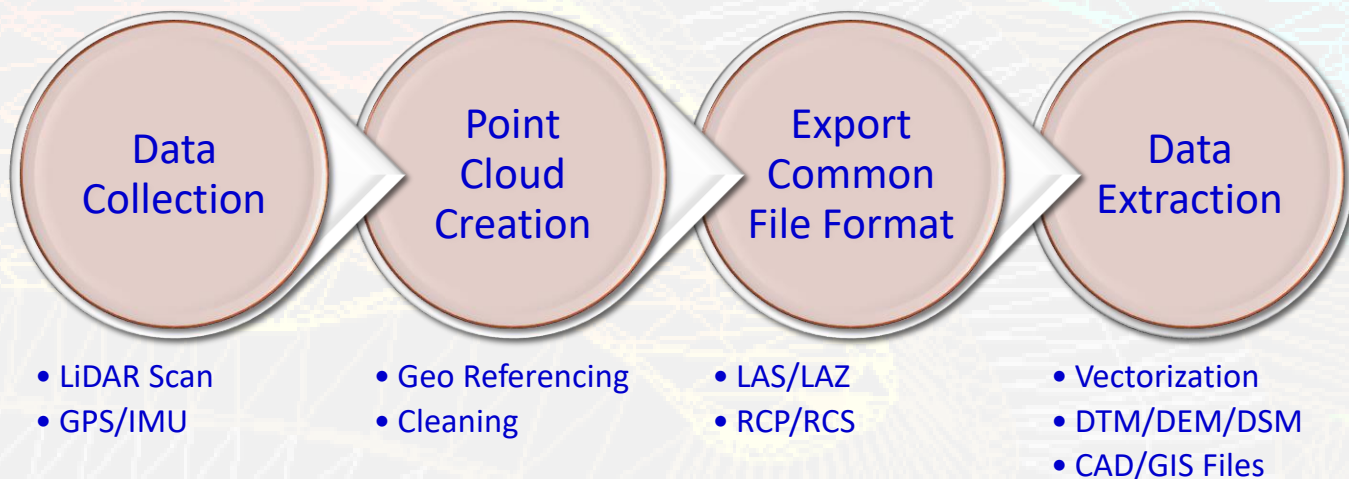 Data
Collection
Point
Cloud
Creation
Export
Common
File Format
Data
Extraction
• LiDAR Scan
• GPS/IMU
• Geo Referencing
• Cleaning
• LAS/LAZ
• RCP/RCS
• Vectorization
• DTM/DEM/DSM
• CAD/GIS Files